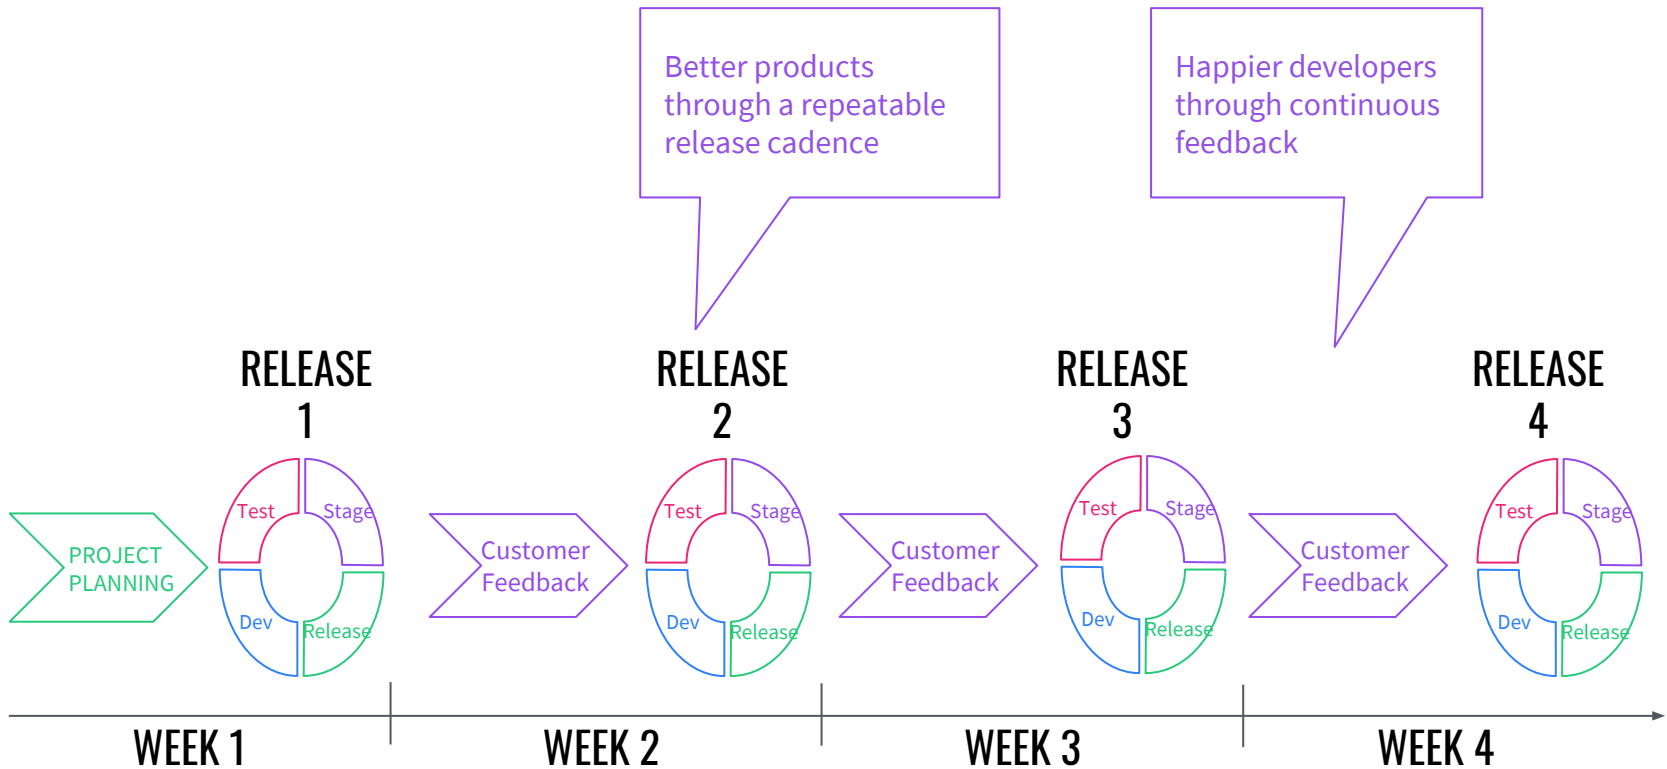 Better products
through a repeatable
release cadence
Happier developers
through continuous
feedback
RELEASE
1
RELEASE
2
RELEASE
3
RELEASE
4
PROJECT
PLANNING
Test
Stage
Dev
Release
Customer
Feedback
Test
Stage
Dev
Release
Customer
Feedback
Test
Stage
Dev
Release
Customer
Feedback
Test
Stage
Dev
Release
WEEK 1
WEEK 2
WEEK 3
WEEK 4